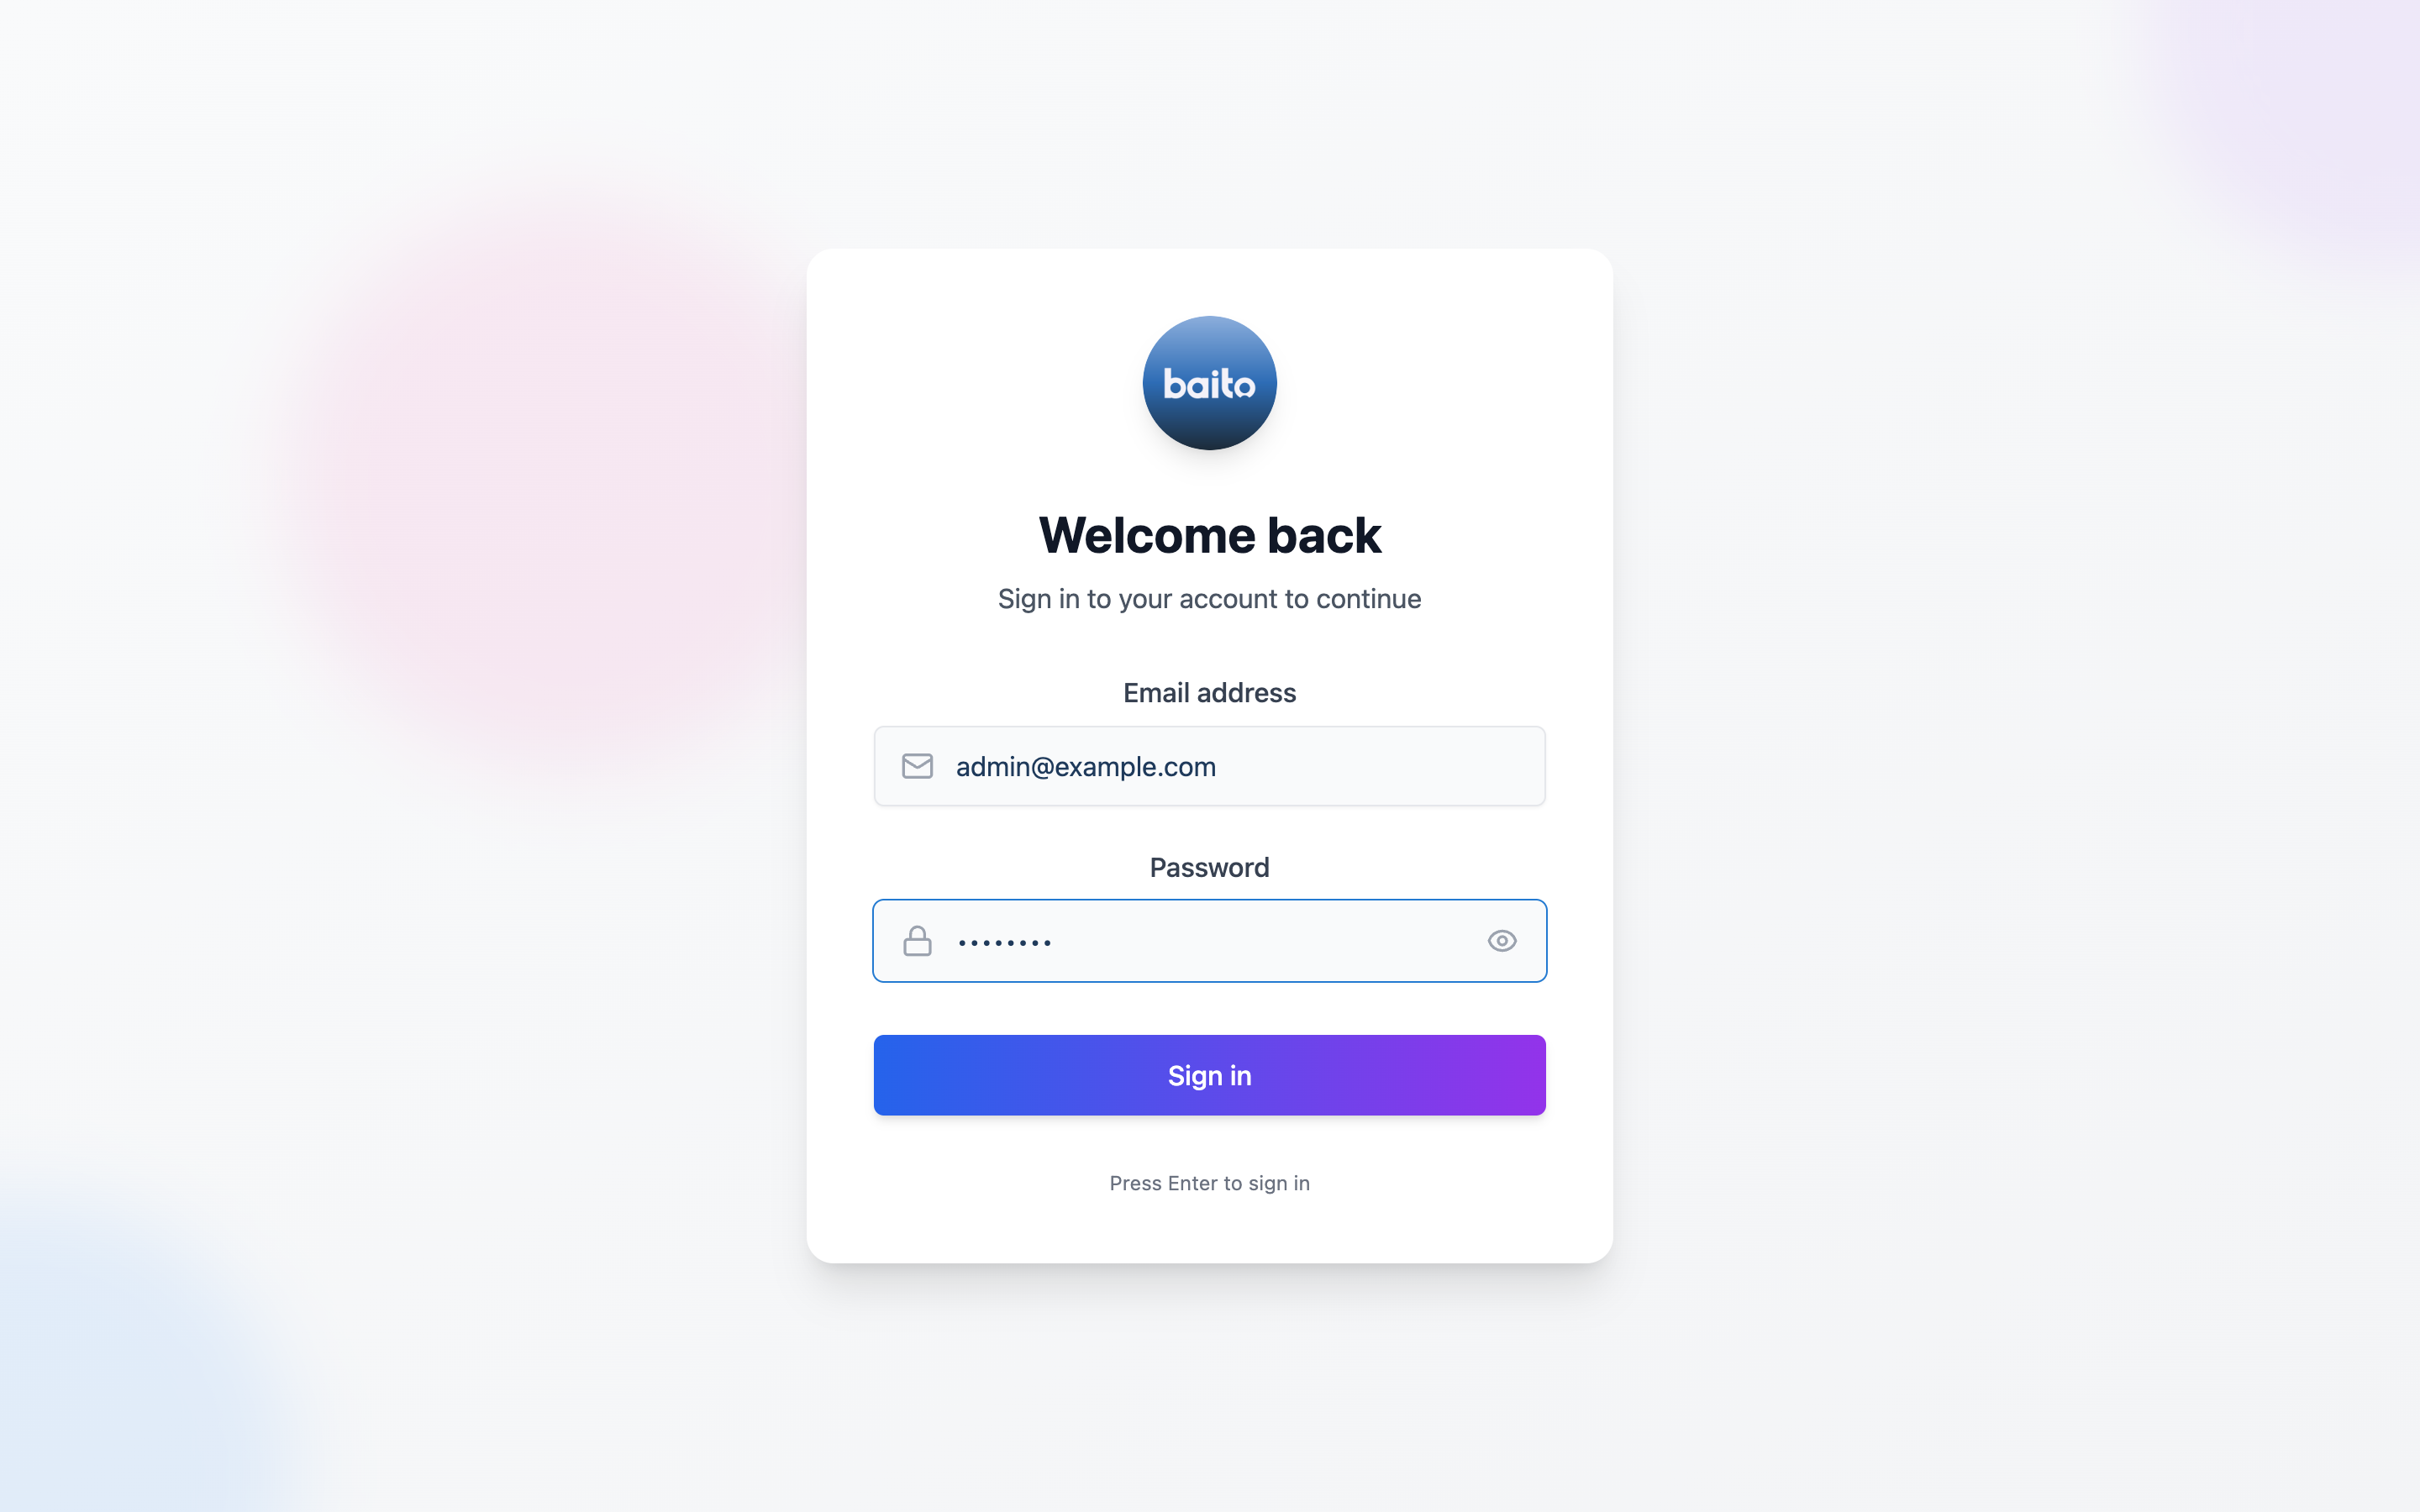 baito
Welcome back
Sign in to your account to continue
Email address
admin@example.com
Password
••••••••
Sign in
Press Enter to sign in